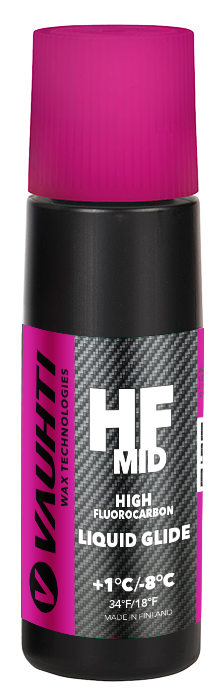 VAUHTI
WAX TECHNOLOGIES
HF
MID
HIGH
FLUOROCARBON
LIQUID GLIDE
+1°C/-8°C
34°F/18°F
MADE IN FINLAND